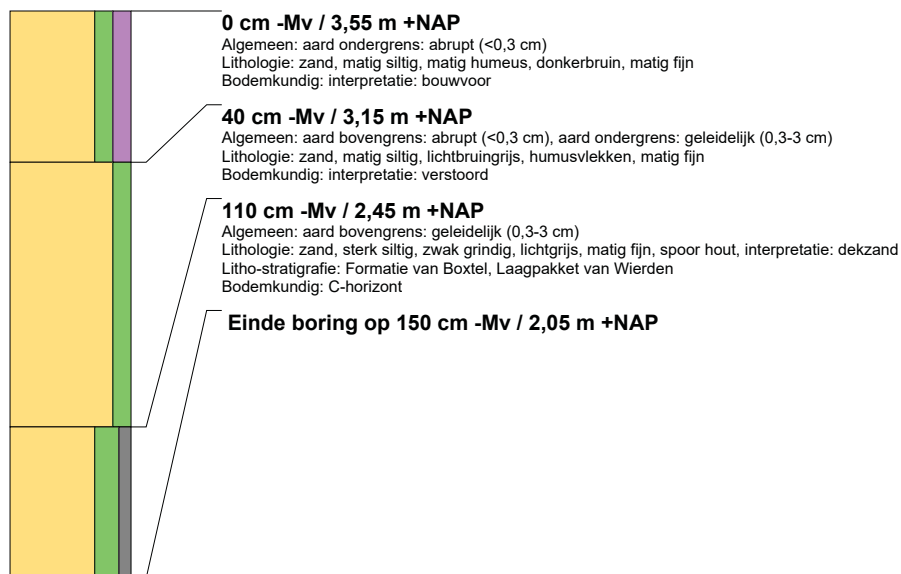 0 cm -Mv / 3,55 m +NAP
Algemeen: aard ondergrens: abrupt (<0,3 cm)
Lithologie: zand, matig siltig, matig humeus, donkerbruin, matig fijn
Bodemkundig: interpretatie: bouwvoor
40 cm -Mv / 3,15 m +NAP
Algemeen: aard bovengrens: abrupt (<0,3 cm), aard ondergrens: geleidelijk (0,3-3 cm)
Lithologie: zand, matig siltig, lichtbruingrijs, humusvlekken, matig fijn
Bodemkundig: interpretatie: verstoord
110 cm -Mv / 2,45 m +NAP
Algemeen: aard bovengrens: geleidelijk (0,3-3 cm)
Lithologie: zand, sterk siltig, zwak grindig, lichtgrijs, matig fijn, spoor hout, interpretatie: dekzand
Litho-stratigrafie: Formatie van Boxtel, Laagpakket van Wierden
Bodemkundig: C-horizont
Einde boring op 150 cm -Mv / 2,05 m +NAP